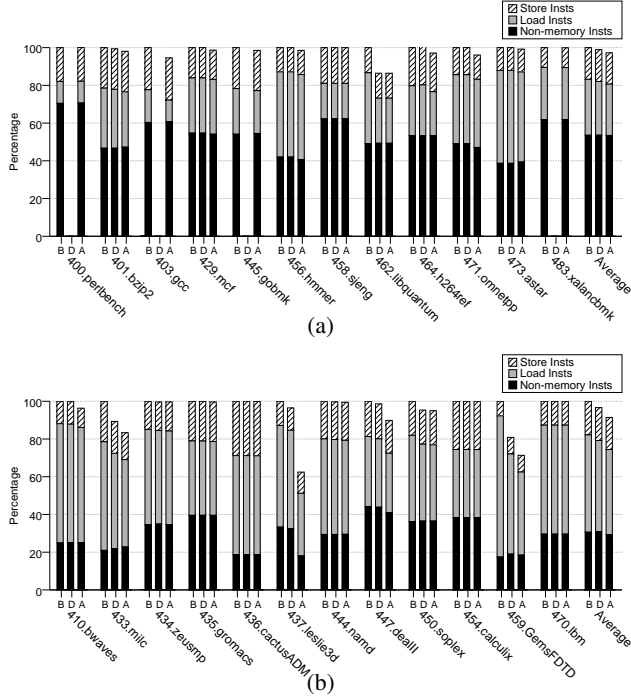 Store Insts
Load Insts
Non-memory Insts
100
80
60
40
20
0
Percentage
B D A B D A B D A B D A B D A B D A B D A B D A B D A B D A B D A B D A B D A
400.perlbench
401.bzip2
403.gcc
429.mcf
445.gobmk
456.hmmer
458.sjeng
462.libquantum
464.h264ref
471.omnetpp
473.astar
483.xalancbmk
Average
(a)
Store Insts
Load Insts
Non-memory Insts
100
80
60
40
20
0
Percentage
B D A B D A B D A B D A B D A B D A B D A B D A B D A B D A B D A B D A B D A
410.bwaves
433.milc
434.zeusmp
435.gromacs
436.cactusADM
437.leslie3d
444.namd
447.dealII
450.soplex
454.calculix
459.GemsFDTD
470.lbm
Average
(b)